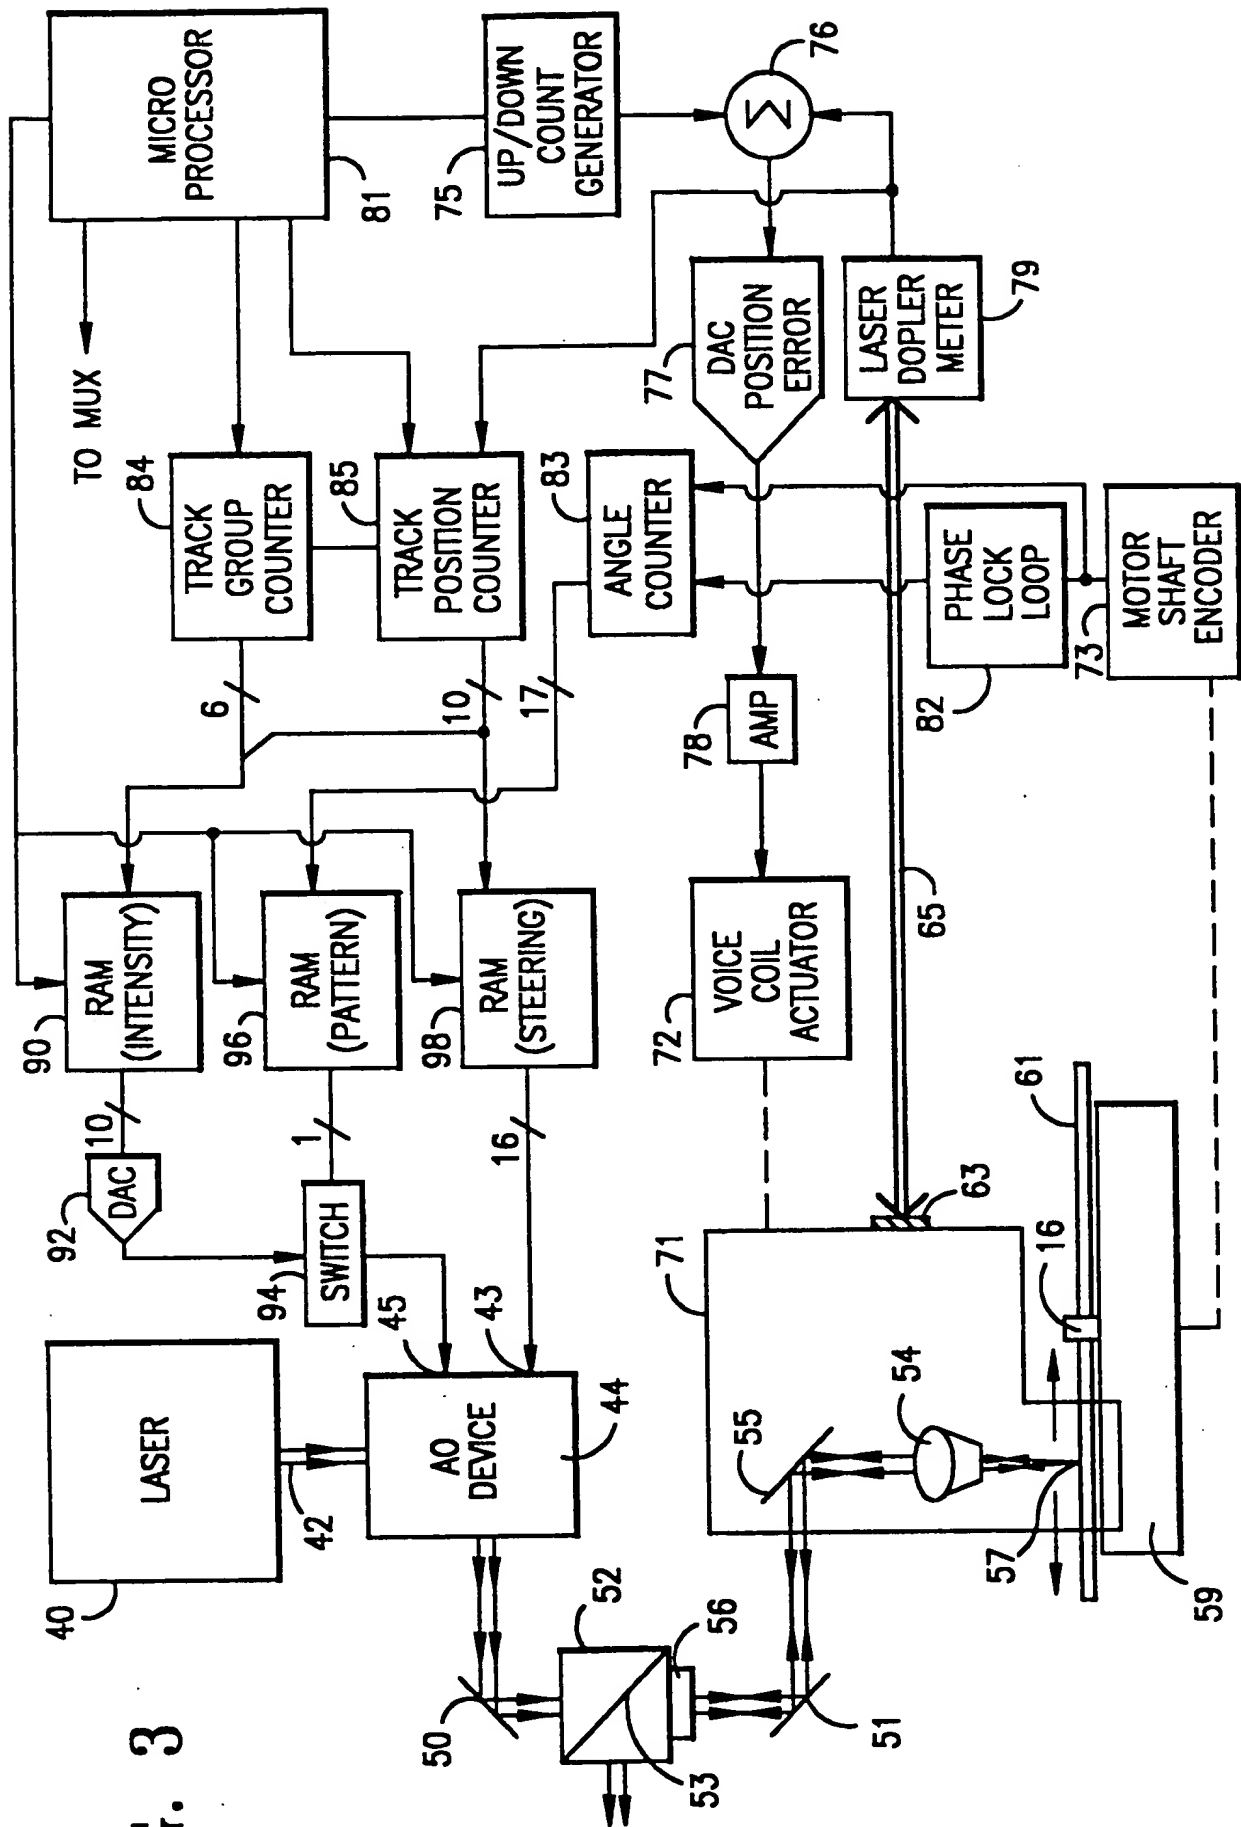 LASER
40
42
AO
DEVICE
44
45
43
50
52
53
56
51
DAC
92
10
SWITCH
94
1
16
RAM
(INTENSITY)
90
RAM
(PATTERN)
96
RAM
(STEERING)
98
6
10
17
TRACK
GROUP
COUNTER
84
TRACK
POSITION
COUNTER
85
ANGLE
COUNTER
83
TO MUX
MICRO
PROCESSOR
81
UP/DOWN
COUNT
GENERATOR
75
Σ
76
DAC
POSITION
ERROR
77
AMP
78
VOICE
COIL
ACTUATOR
72
LASER
DOPLER
METER
79
65
PHASE
LOCK
LOOP
82
MOTOR
SHAFT
ENCODER
73
71
63
55
54
57
16
61
59
3